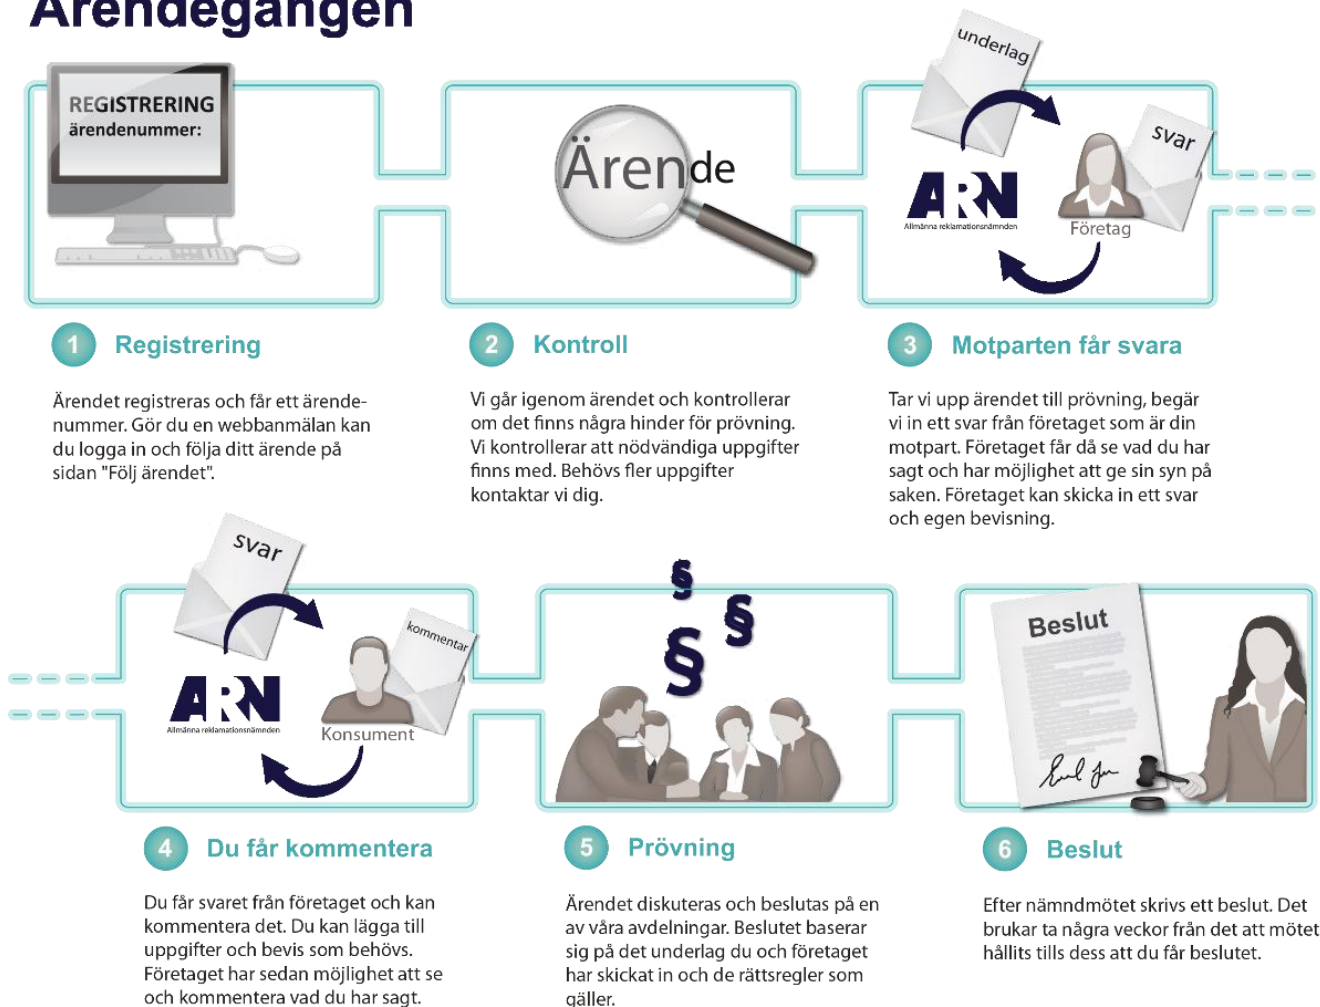 Ärendegången
REGISTRERING
ärendenummer:
Ärende
underlag
svar
ARN
Allmänna reklamationsnämnden
Företag
1 Registrering
Ärendet registreras och får ett ärende-
nummer. Gör du en webbanmälan kan
du logga in och följa ditt ärende på
sidan "Följ ärendet".
2 Kontroll
Vi går igenom ärendet och kontrollerar
om det finns några hinder för prövning.
Vi kontrollerar att nödvändiga uppgifter
finns med. Behövs fler uppgifter
kontaktar vi dig.
3 Motparten får svara
Tar vi upp ärendet till prövning, begär
vi in ett svar från företaget som är din
motpart. Företaget får då se vad du har
sagt och har möjlighet att ge sin syn på
saken. Företaget kan skicka in ett svar
och egen bevisning.
svar
kommentar
ARN
Allmänna reklamationsnämnden
Konsument
§
§
§
Beslut
4 Du får kommentera
Du får svaret från företaget och kan
kommentera det. Du kan lägga till
uppgifter och bevis som behövs.
Företaget har sedan möjlighet att se
och kommentera vad du har sagt.
5 Prövning
Ärendet diskuteras och beslutas på en
av våra avdelningar. Beslutet baserar
sig på det underlag du och företaget
har skickat in och de rättsregler som
gäller.
6 Beslut
Efter nämndmötet skrivs ett beslut. Det
brukar ta några veckor från det att mötet
hållits tills dess att du får beslutet.